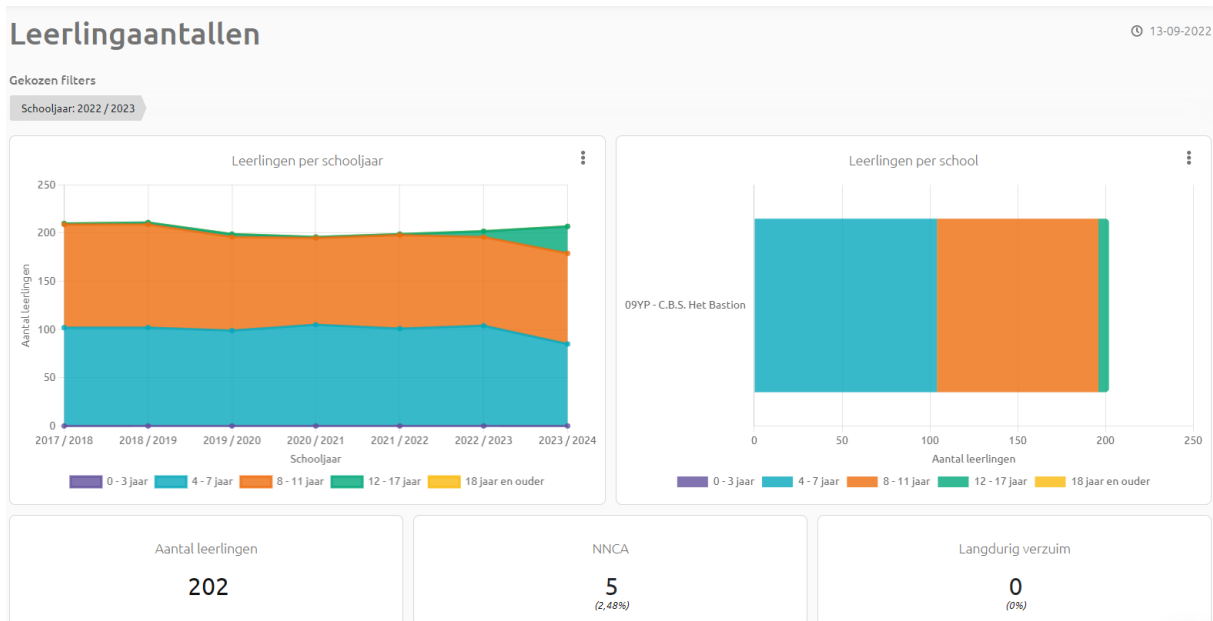 Leerlingaantallen
13-09-2022
Gekozen filters
Schooljaar: 2022 / 2023
Leerlingen per schooljaar
250
200
150
100
50
0
Aantal leerlingen
2017 / 2018 2018 / 2019 2019 / 2020 2020 / 2021 2021 / 2022 2022 / 2023 2023 / 2024
Schooljaar
0 - 3 jaar 4 - 7 jaar 8 - 11 jaar 12 - 17 jaar 18 jaar en ouder
Leerlingen per school
09YP - C.B.S. Het Bastion
0 50 100 150 200 250
Aantal leerlingen
0 - 3 jaar 4 - 7 jaar 8 - 11 jaar 12 - 17 jaar 18 jaar en ouder
Aantal leerlingen
202
NNCA
5
(2,48%)
Langdurig verzuim
0
(0%)